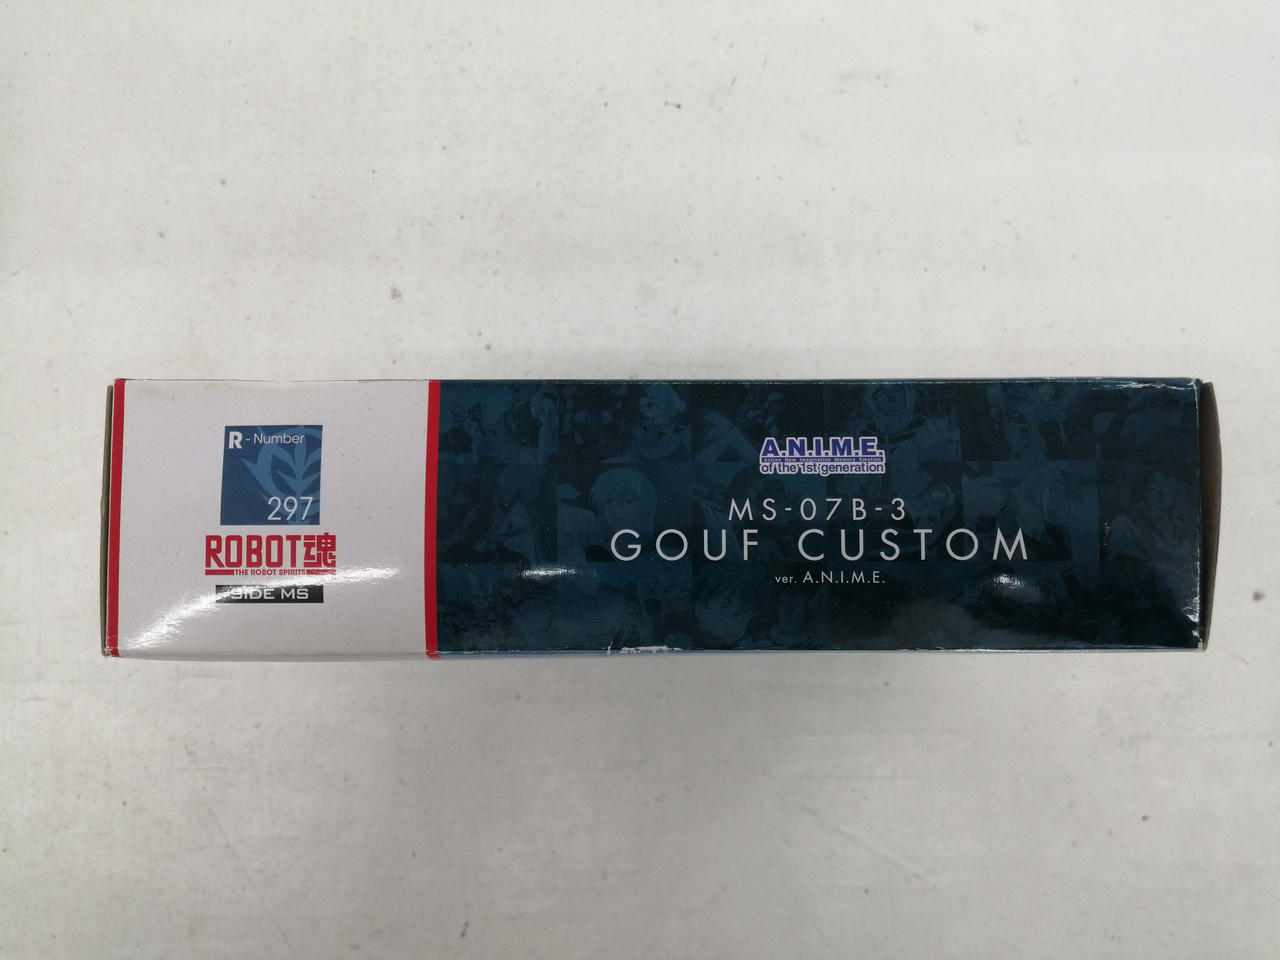 R - Number
297
ROBOT魂
THE ROBOT SPIRITS
SIDE MS
A.N.I.M.E.
Action New Imagination Memory Emotion
of the 1st generation
MS-07B-3
GOUF CUSTOM
ver. A.N.I.M.E.